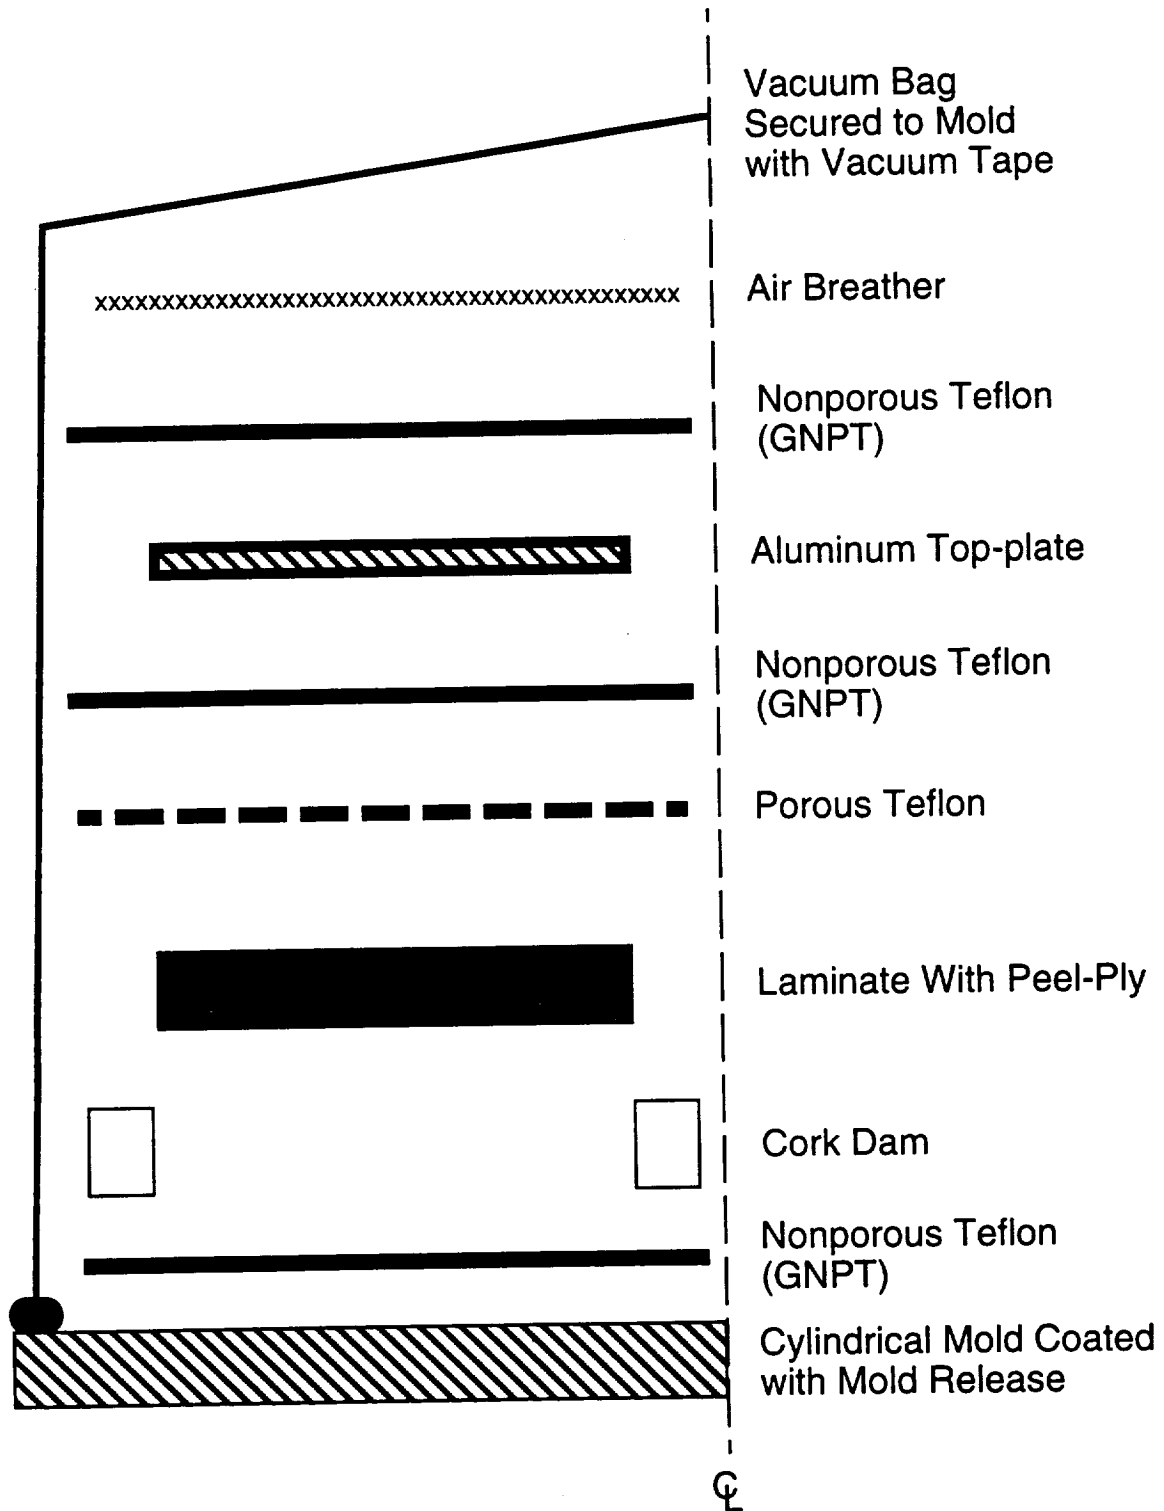 Vacuum Bag
Secured to Mold
with Vacuum Tape
xxxxxxxxxxxxxxxxxxxxxxxxxxxxxxxxxxxxxxxxxxxx
Air Breather
Nonporous Teflon
(GNPT)
Aluminum Top-plate
Nonporous Teflon
(GNPT)
Porous Teflon
Laminate With Peel-Ply
Cork Dam
Nonporous Teflon
(GNPT)
Cylindrical Mold Coated
with Mold Release
℄